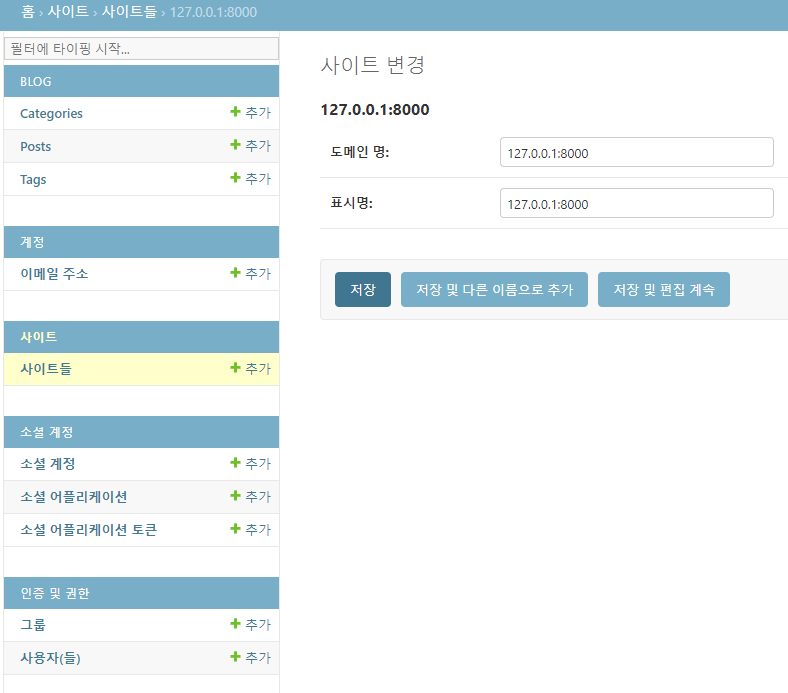 홈 › 사이트 › 사이트들 › 127.0.0.1:8000
필터에 타이핑 시작...
BLOG
Categories + 추가
Posts + 추가
Tags + 추가
계정
이메일 주소 + 추가
사이트
사이트들 + 추가
소셜 계정
소셜 계정 + 추가
소셜 어플리케이션 + 추가
소셜 어플리케이션 토큰 + 추가
인증 및 권한
그룹 + 추가
사용자(들) + 추가
사이트 변경
127.0.0.1:8000
도메인 명: 127.0.0.1:8000
표시명: 127.0.0.1:8000
저장 저장 및 다른 이름으로 추가 저장 및 편집 계속